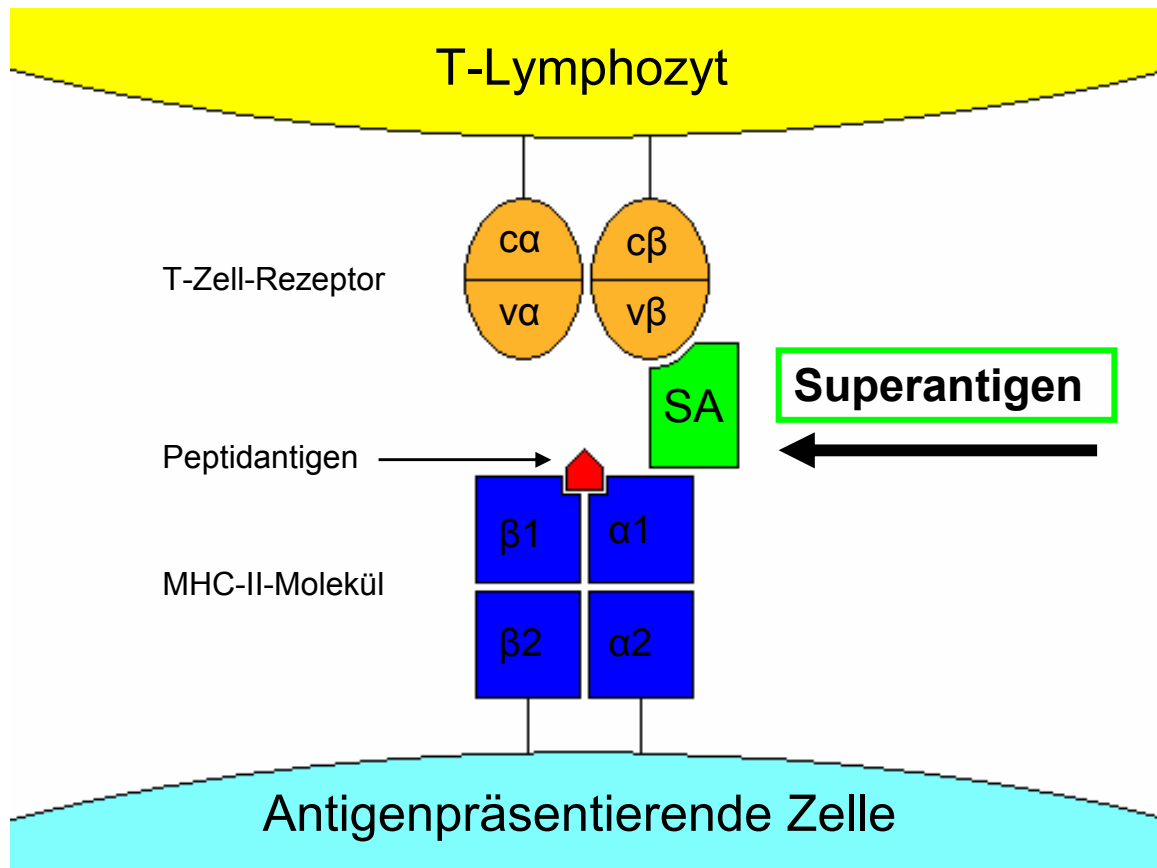 T-Lymphozyt
cα
cβ
T-Zell-Rezeptor
vα
vβ
Superantigen
SA
Peptidantigen
β1
α1
MHC-II-Molekül
β2
α2
Antigenpräsentierende Zelle